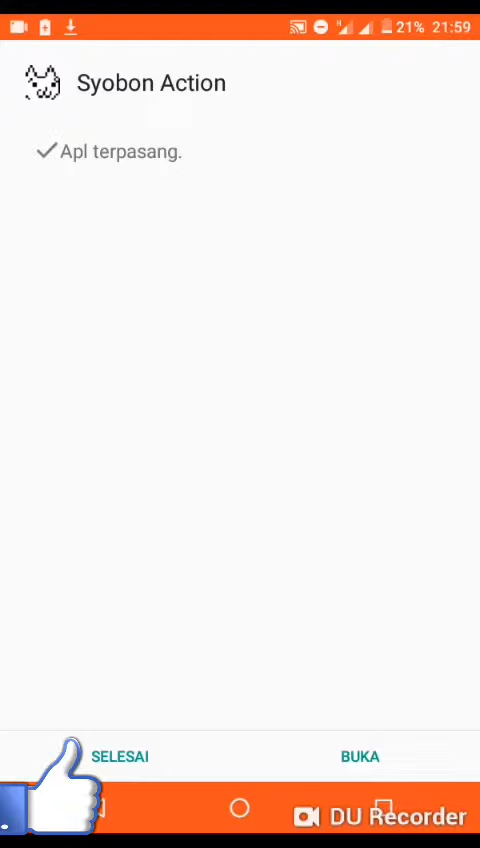 21% 21:59
Syobon Action
Apl terpasang.
SELESAI
BUKA
DU Recorder